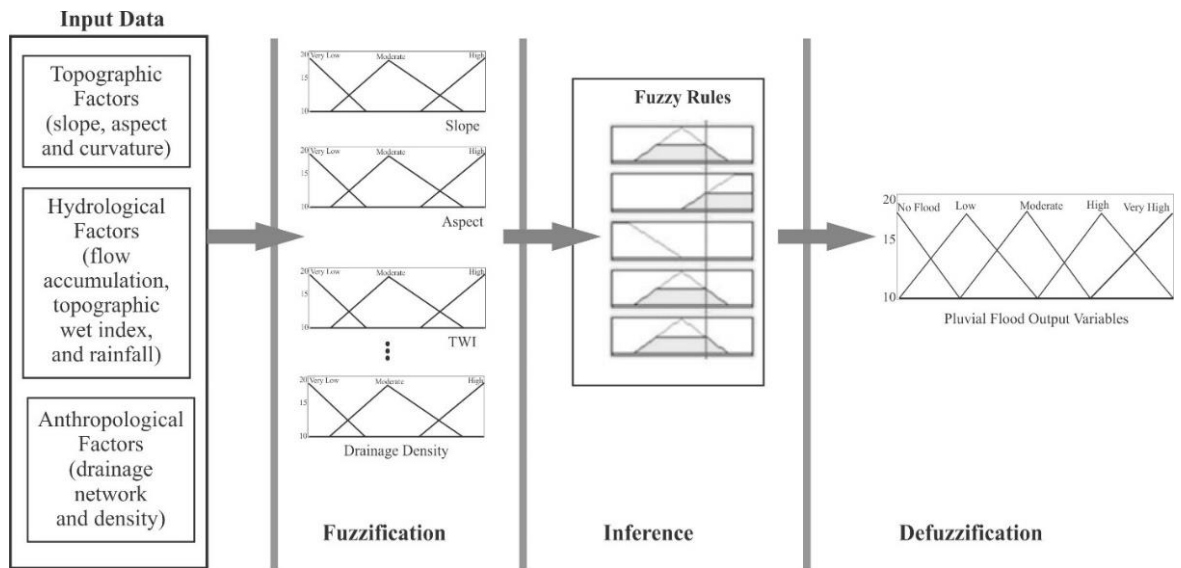 Input Data
Topographic
Factors
(slope, aspect
and curvature)
Hydrological
Factors
(flow
accumulation,
topographic
wet index,
and rainfall)
Anthropological
Factors
(drainage
network
and density)
20 Very Low Moderate High
15
10
Slope
20 Very Low Moderate High
15
10
Aspect
20 Very Low Moderate High
15
10
TWI
20 Very Low Moderate High
15
10
Drainage Density
Fuzzification
Fuzzy Rules
Inference
20
No Flood Low Moderate High Very High
15
10
Pluvial Flood Output Variables
Defuzzification